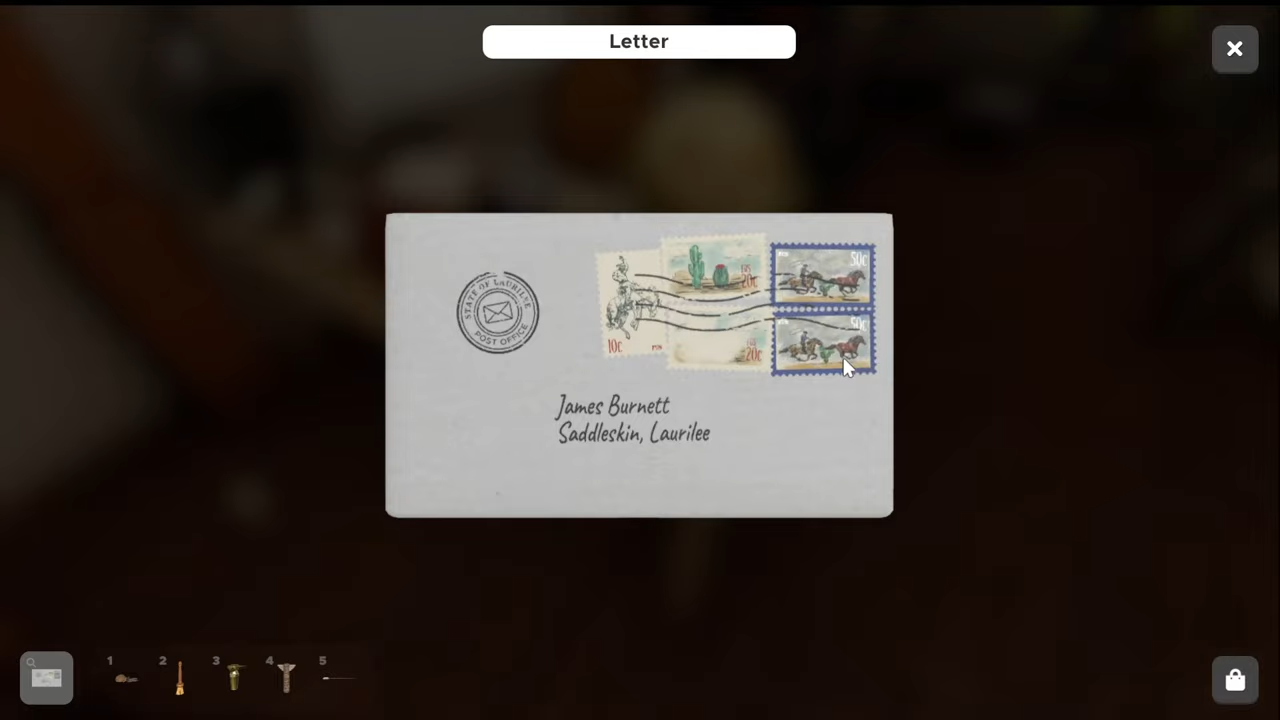 Letter
STATE OF LAURILEE
POST OFFICE
10c
20c
20c
50c
50c
James Burnett
Saddleskin, Laurilee
1
2
3
4
5